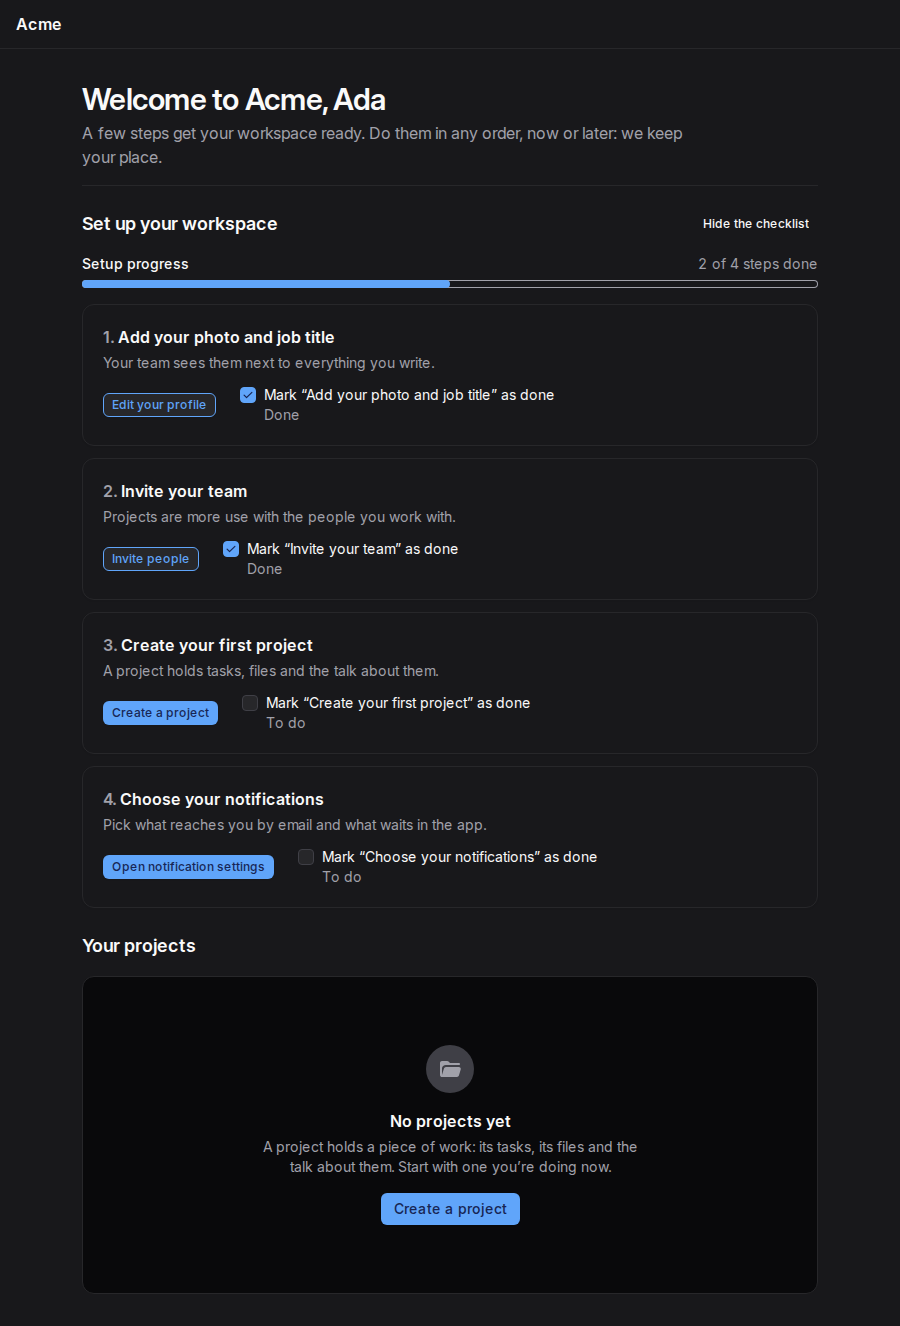 Acme
Welcome to Acme, Ada
A few steps get your workspace ready. Do them in any order, now or later: we keep
your place.
Set up your workspace
Hide the checklist
Setup progress
2 of 4 steps done
1. Add your photo and job title
Your team sees them next to everything you write.
Edit your profile
Mark “Add your photo and job title” as done
Done
2. Invite your team
Projects are more use with the people you work with.
Invite people
Mark “Invite your team” as done
Done
3. Create your first project
A project holds tasks, files and the talk about them.
Create a project
Mark “Create your first project” as done
To do
4. Choose your notifications
Pick what reaches you by email and what waits in the app.
Open notification settings
Mark “Choose your notifications” as done
To do
Your projects
No projects yet
A project holds a piece of work: its tasks, its files and the
talk about them. Start with one you’re doing now.
Create a project